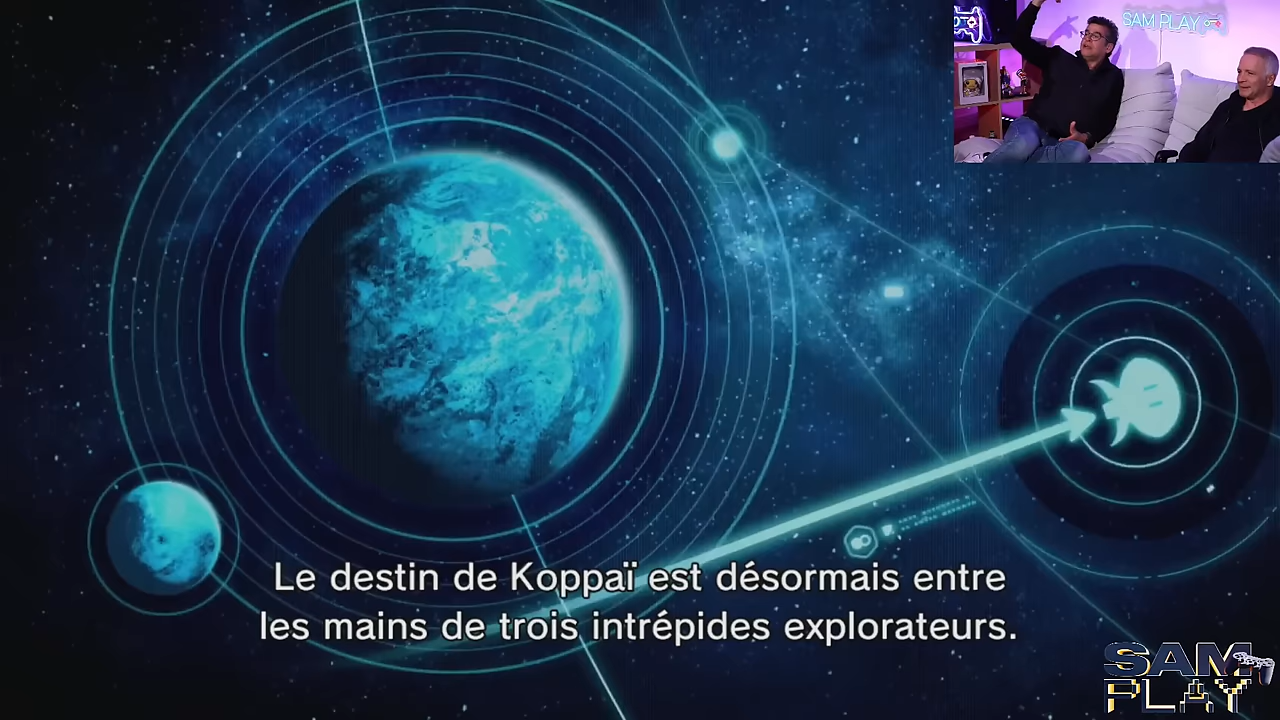 SAM PLAY
Le destin de Koppaï est désormais entre
les mains de trois intrépides explorateurs.
SAM
PLAY